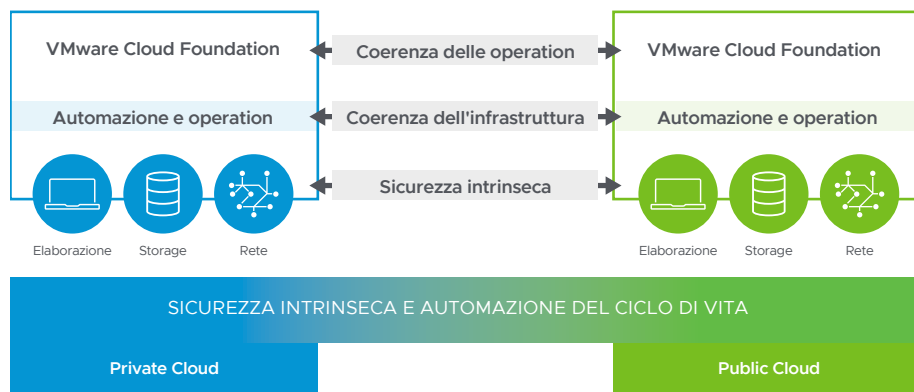 VMware Cloud Foundation
Coerenza delle operation
VMware Cloud Foundation
Automazione e operation
Coerenza dell'infrastruttura
Automazione e operation
Sicurezza intrinseca
Elaborazione
Storage
Rete
Elaborazione
Storage
Rete
SICUREZZA INTRINSECA E AUTOMAZIONE DEL CICLO DI VITA
Private Cloud
Public Cloud